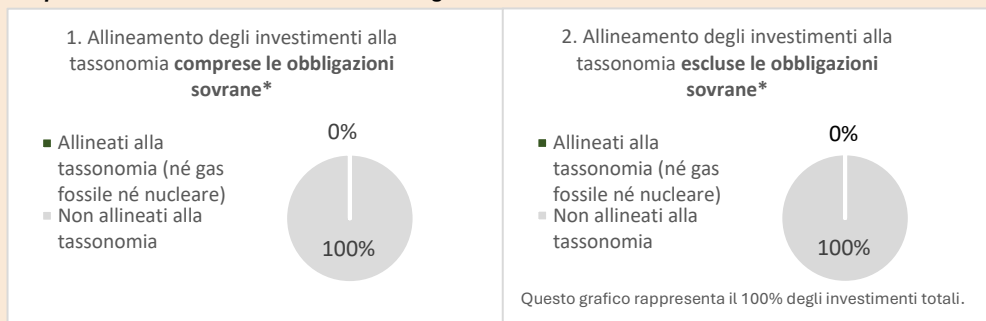 1. Allineamento degli investimenti alla
tassonomia comprese le obbligazioni
sovrane*
Allineati alla
tassonomia (né gas
fossile né nucleare)
Non allineati alla
tassonomia
0%
100%
2. Allineamento degli investimenti alla
tassonomia escluse le obbligazioni
sovrane*
Allineati alla
tassonomia (né gas
fossile né nucleare)
Non allineati alla
tassonomia
0%
100%
Questo grafico rappresenta il 100% degli investimenti totali.